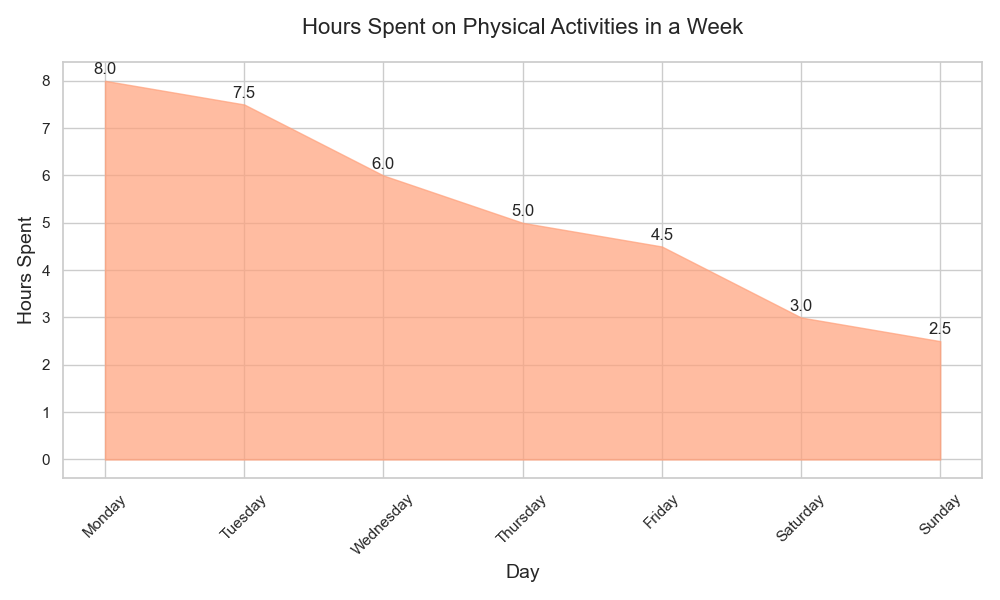 Hours Spent on Physical Activities in a Week
Hours Spent
8
7
6
5
4
3
2
1
0
8.0
7.5
6.0
5.0
4.5
3.0
2.5
Monday
Tuesday
Wednesday
Thursday
Friday
Saturday
Sunday
Day